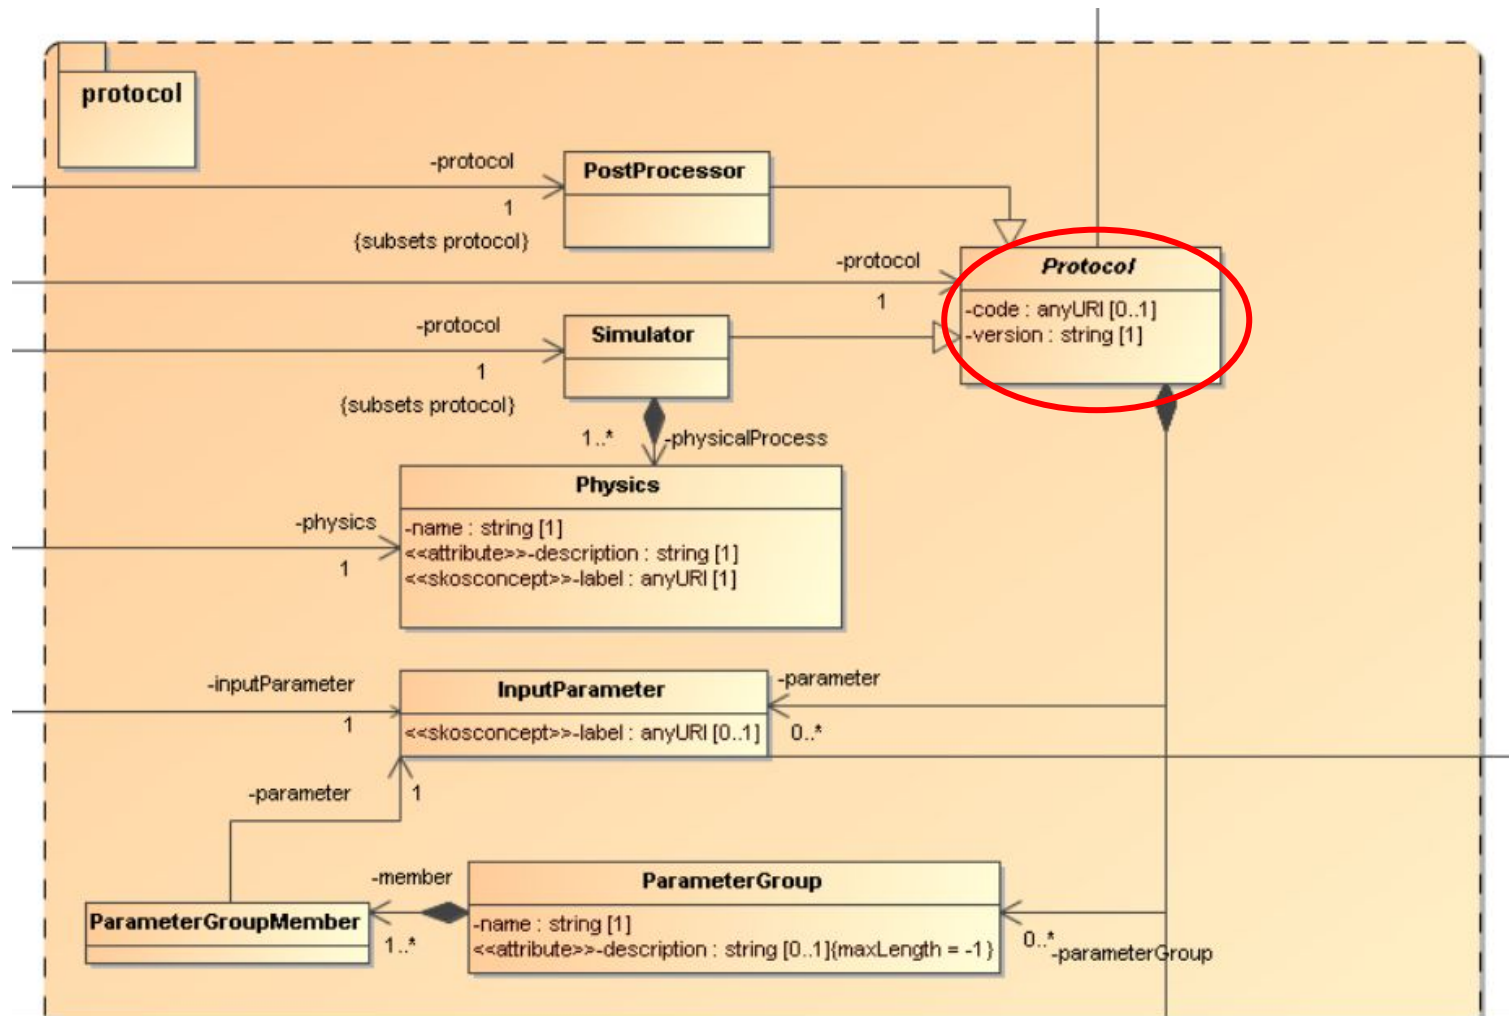 protocol
-protocol
1
{subsets protocol}
PostProcessor
-protocol
1
Protocol
-code : anyURI [0..1]
-version : string [1]
-protocol
1
{subsets protocol}
Simulator
1..*
-physicalProcess
-physics
1
Physics
-name : string [1]
<<attribute>>-description : string [1]
<<skosconcept>>-label : anyURI [1]
-inputParameter
1
InputParameter
<<skosconcept>>-label : anyURI [0..1]
-parameter
0..*
-parameter
1
ParameterGroupMember
-member
1..*
ParameterGroup
-name : string [1]
<<attribute>>-description : string [0..1]{maxLength = -1}
0..*
-parameterGroup